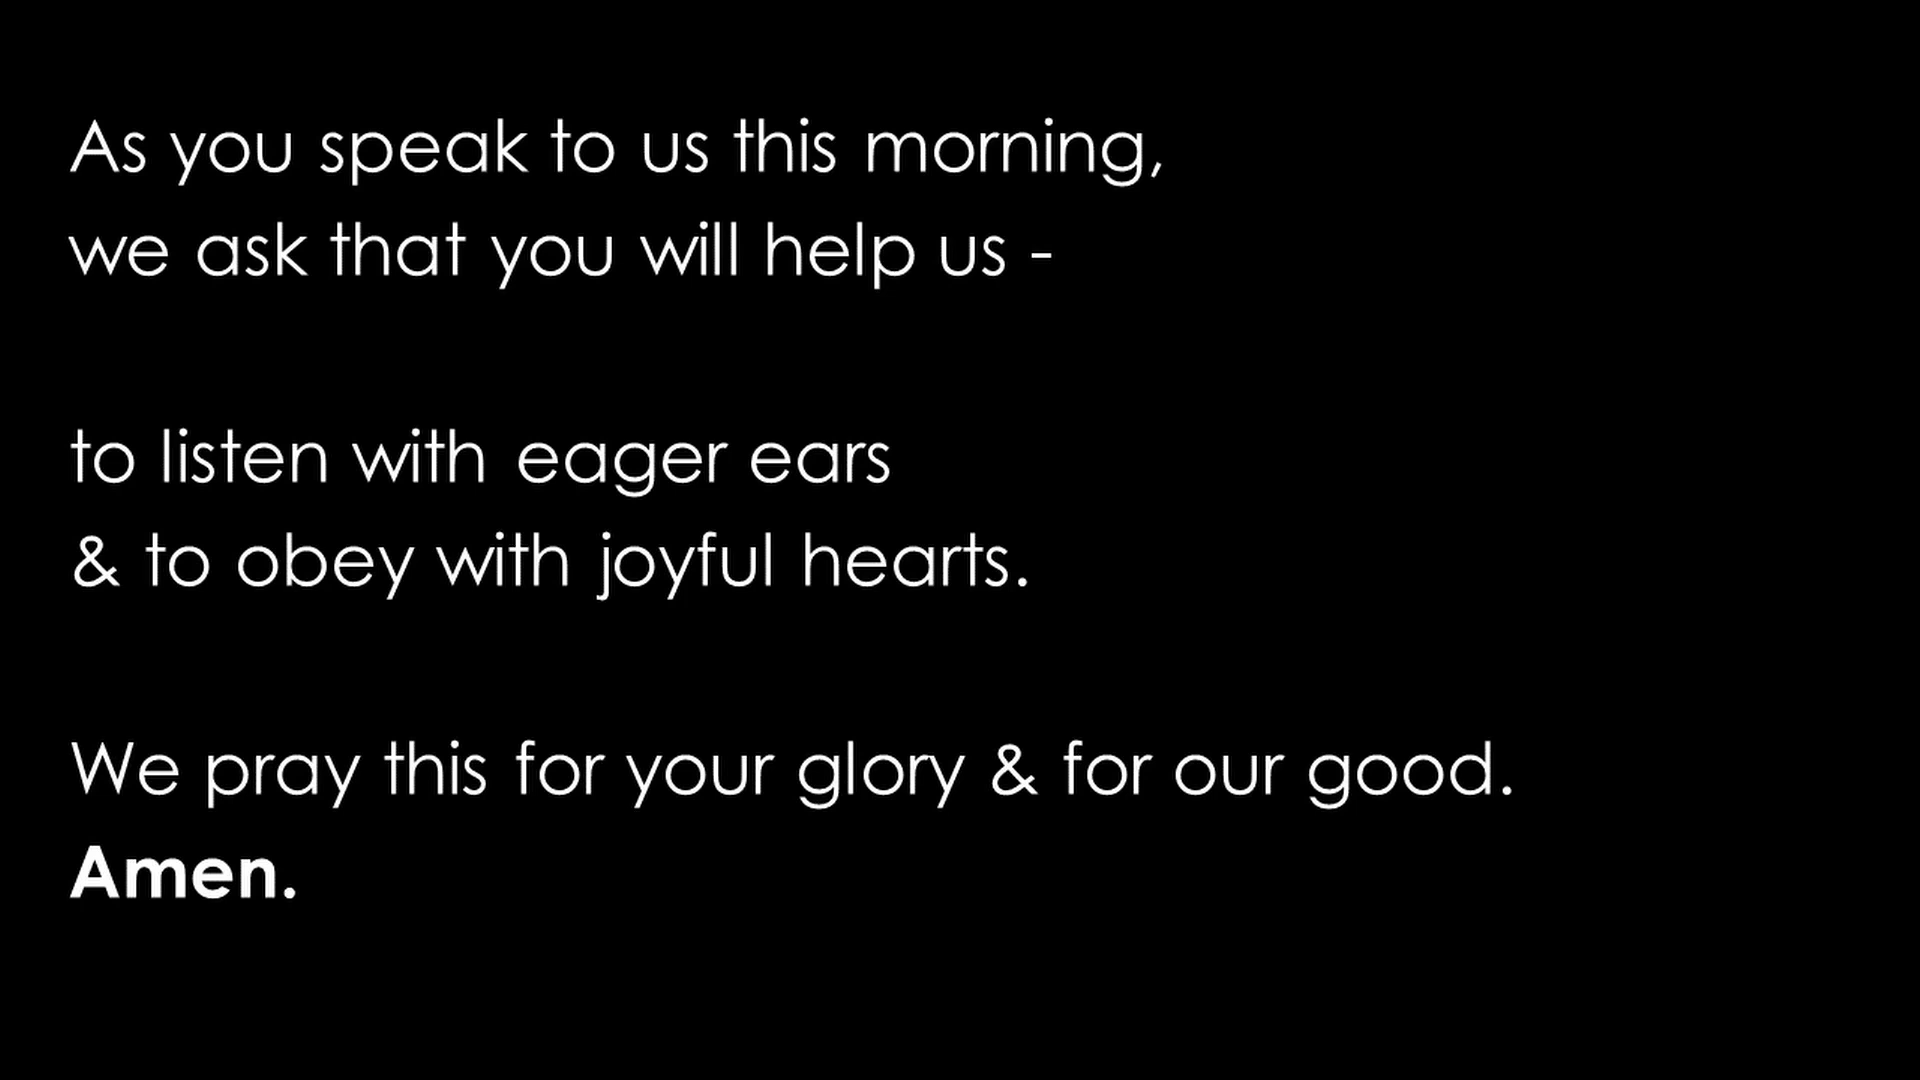 As you speak to us this morning,
we ask that you will help us -
to listen with eager ears
& to obey with joyful hearts.
We pray this for your glory & for our good.
Amen.